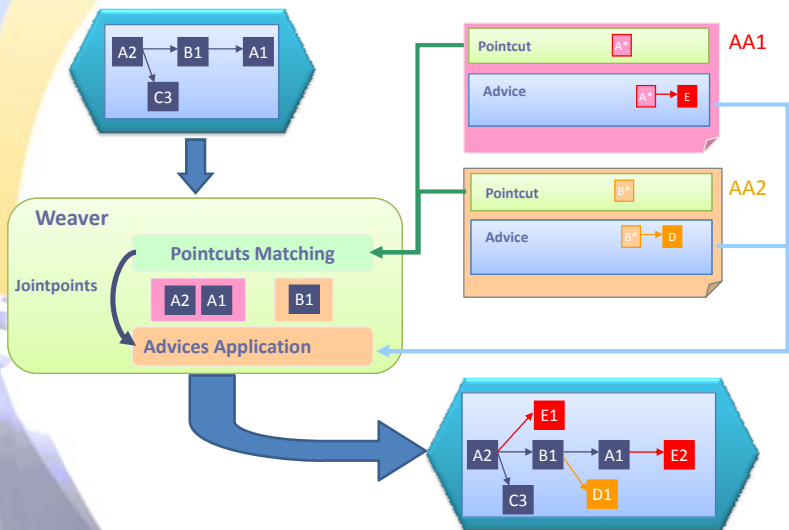 A2 B1 A1
C3
Pointcut A*
AA1
Advice A* E
Pointcut B*
AA2
Advice B* D
Weaver
Pointcuts Matching
Jointpoints
A2 A1 B1
Advices Application
E1
A2 B1 A1 E2
C3 D1